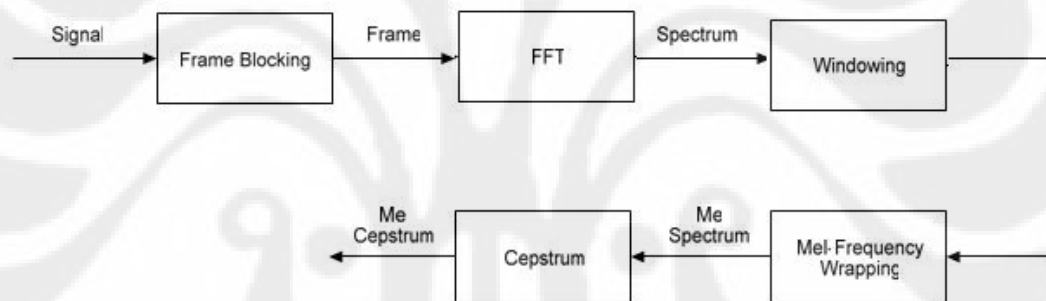 Signal
Frame Blocking
Frame
FFT
Spectrum
Windowing
Me
Cepstrum
Cepstrum
Me
Spectrum
Mel-Frequency
Wrapping